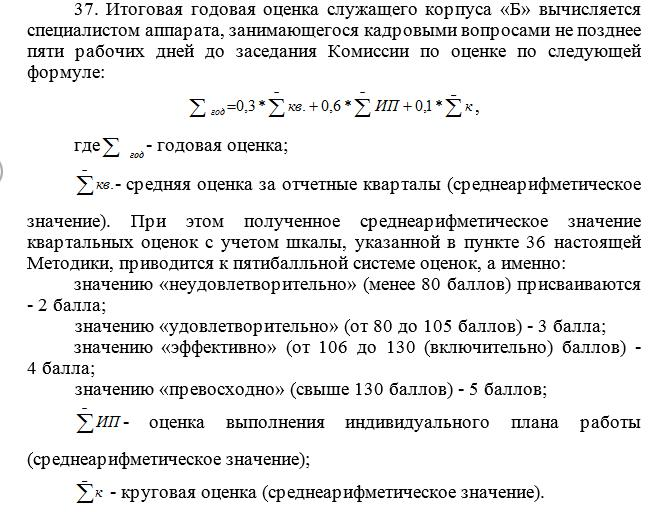 37. Итоговая годовая оценка служащего корпуса «Б» вычисляется
специалистом аппарата, занимающегося кадровыми вопросами не позднее
пяти рабочих дней до заседания Комиссии по оценке по следующей
формуле:
∑ год =0,3 * ∑̄ кв. + 0,6 * ∑̄ ИП + 0,1 * ∑̄ к ,
где ∑ год - годовая оценка;
∑̄ кв. - средняя оценка за отчетные кварталы (среднеарифметическое
значение). При этом полученное среднеарифметическое значение
квартальных оценок с учетом шкалы, указанной в пункте 36 настоящей
Методики, приводится к пятибалльной системе оценок, а именно:
значению «неудовлетворительно» (менее 80 баллов) присваиваются
- 2 балла;
значению «удовлетворительно» (от 80 до 105 баллов) - 3 балла;
значению «эффективно» (от 106 до 130 (включительно) баллов) -
4 балла;
значению «превосходно» (свыше 130 баллов) - 5 баллов;
∑̄ ИП - оценка выполнения индивидуального плана работы
(среднеарифметическое значение);
∑̄ к - круговая оценка (среднеарифметическое значение).